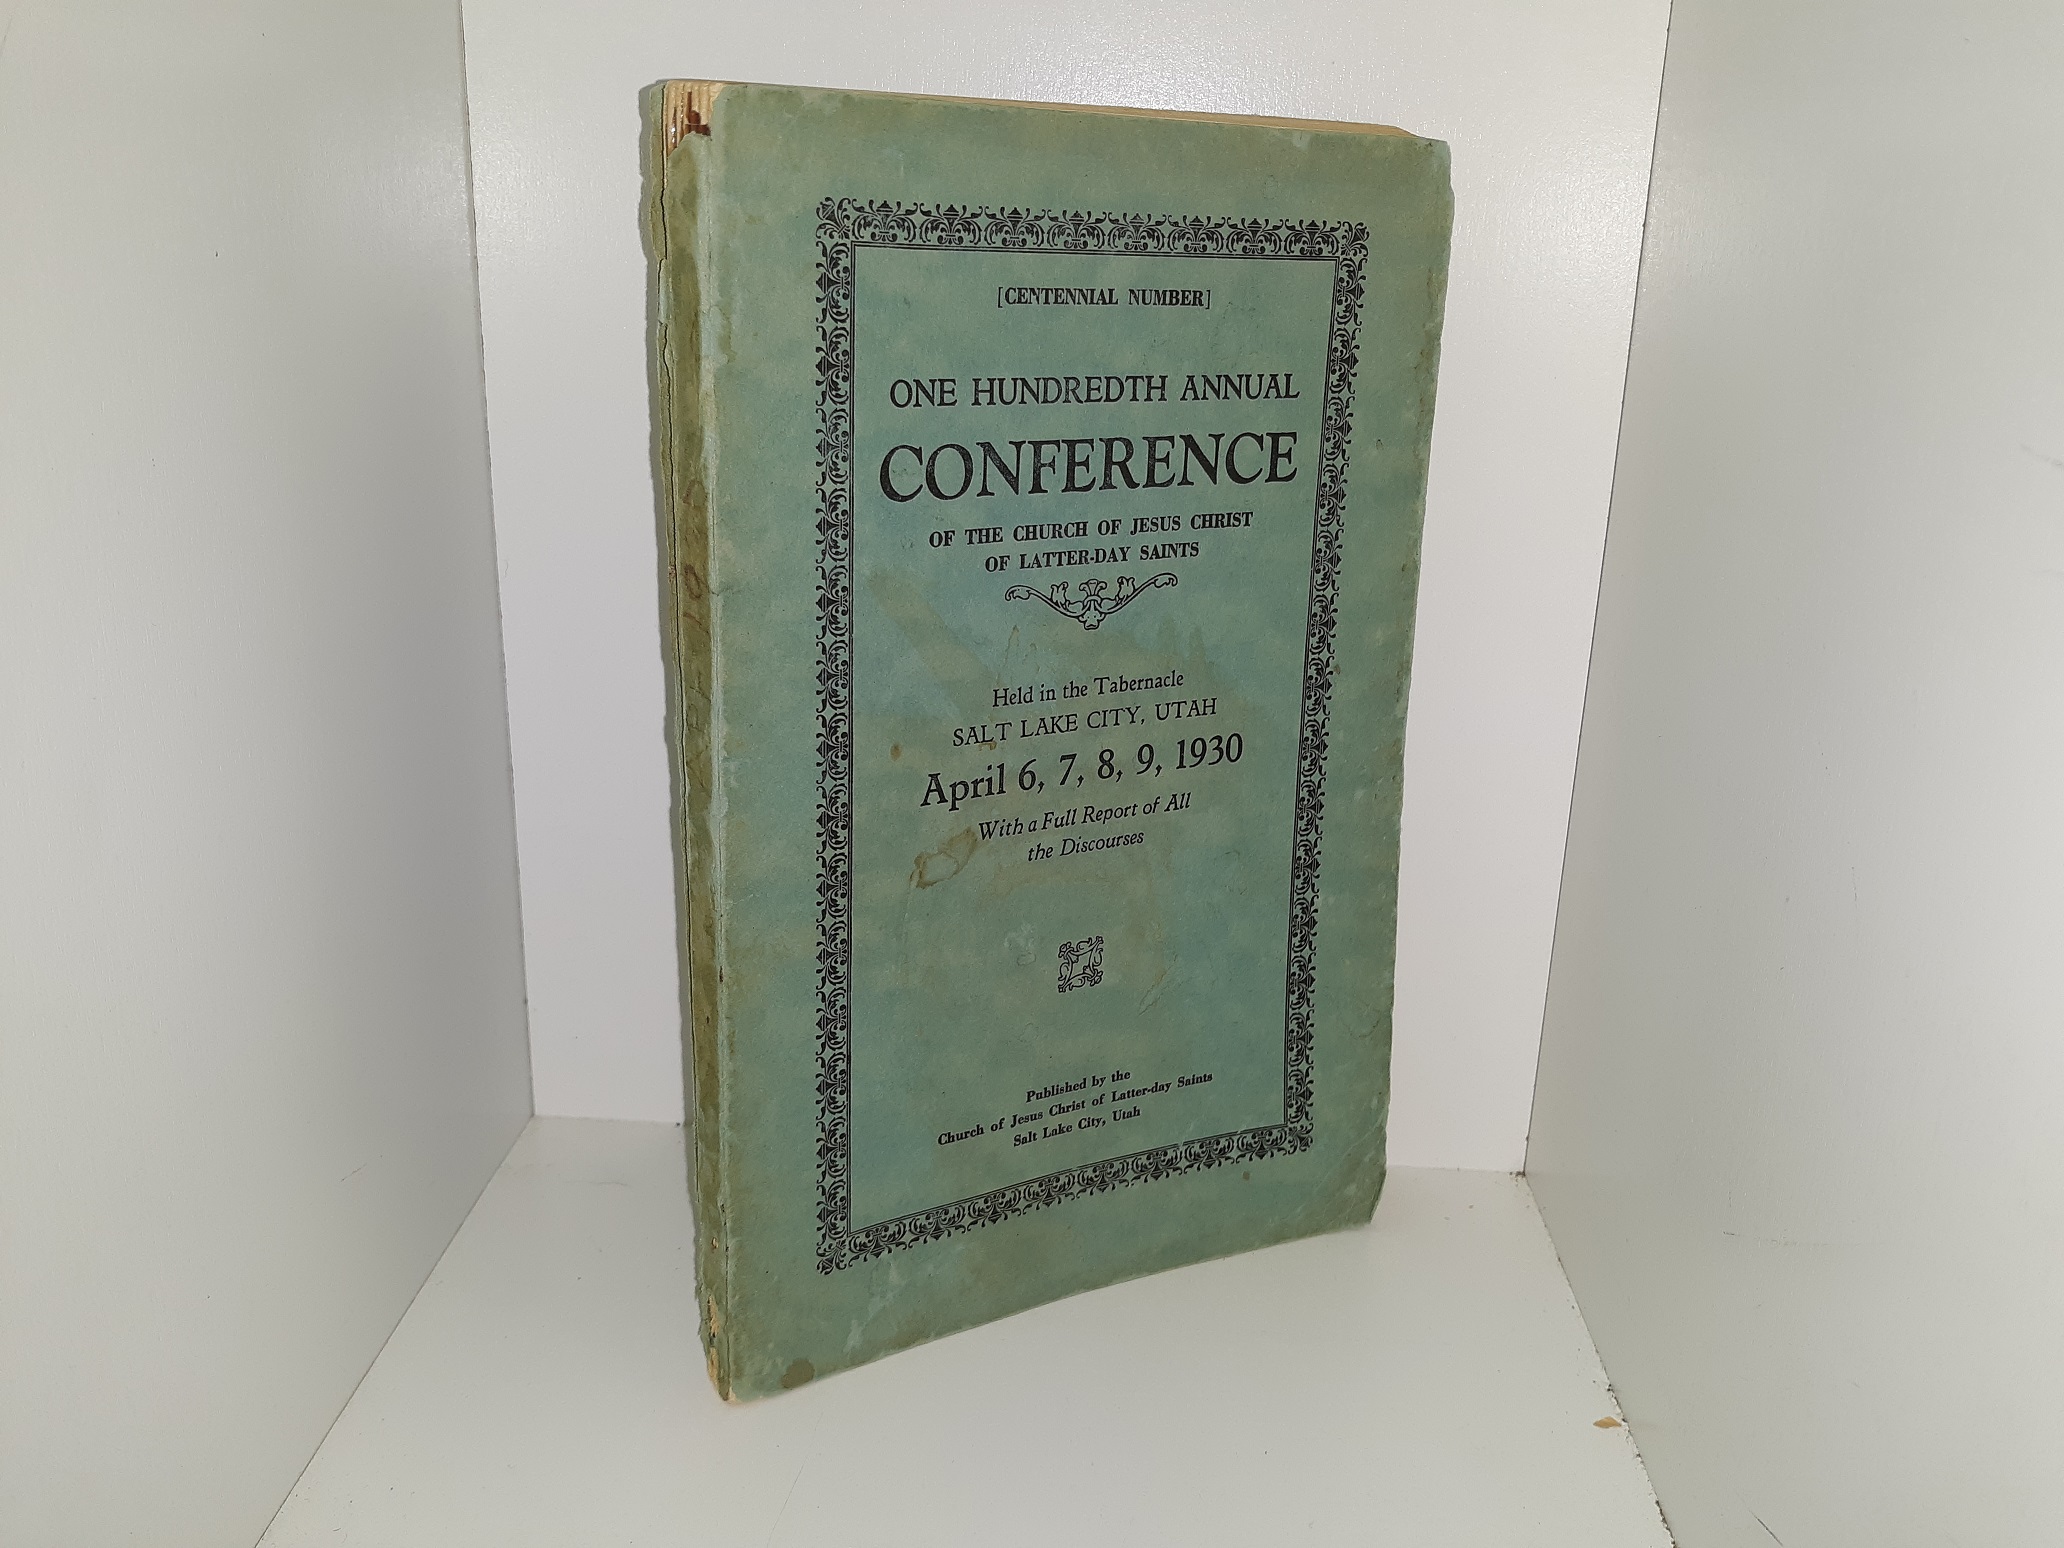 [CENTENNIAL NUMBER]
ONE HUNDREDTH ANNUAL
CONFERENCE
OF THE CHURCH OF JESUS CHRIST
OF LATTER-DAY SAINTS
Held in the Tabernacle
SALT LAKE CITY, UTAH
April 6, 7, 8, 9, 1930
With a Full Report of All
the Discourses
Published by the
Church of Jesus Christ of Latter-day Saints
Salt Lake City, Utah